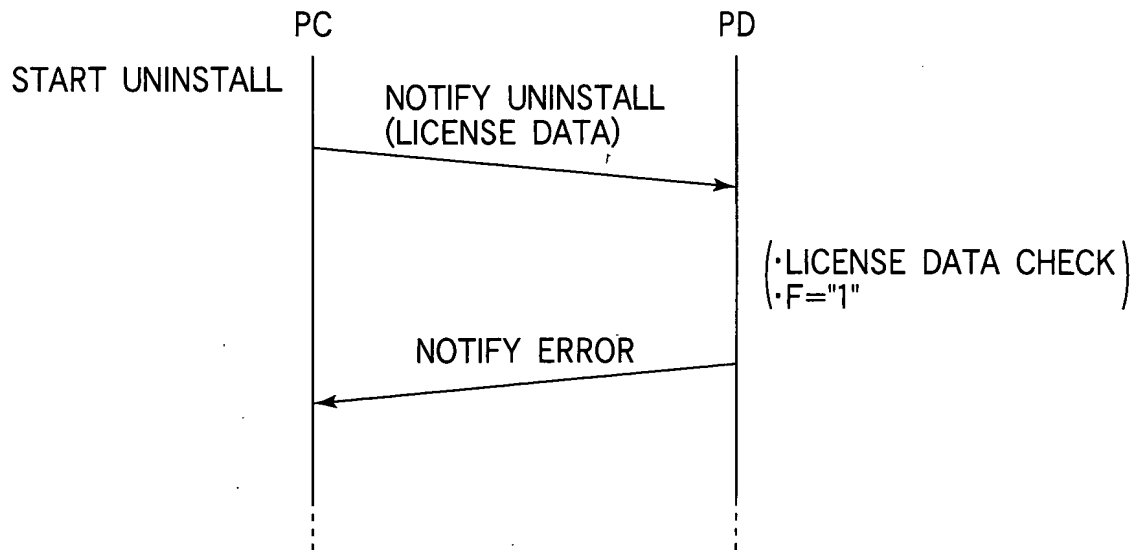 PC
PD
START UNINSTALL
NOTIFY UNINSTALL
(LICENSE DATA)
(·LICENSE DATA CHECK
·F="1")
NOTIFY ERROR